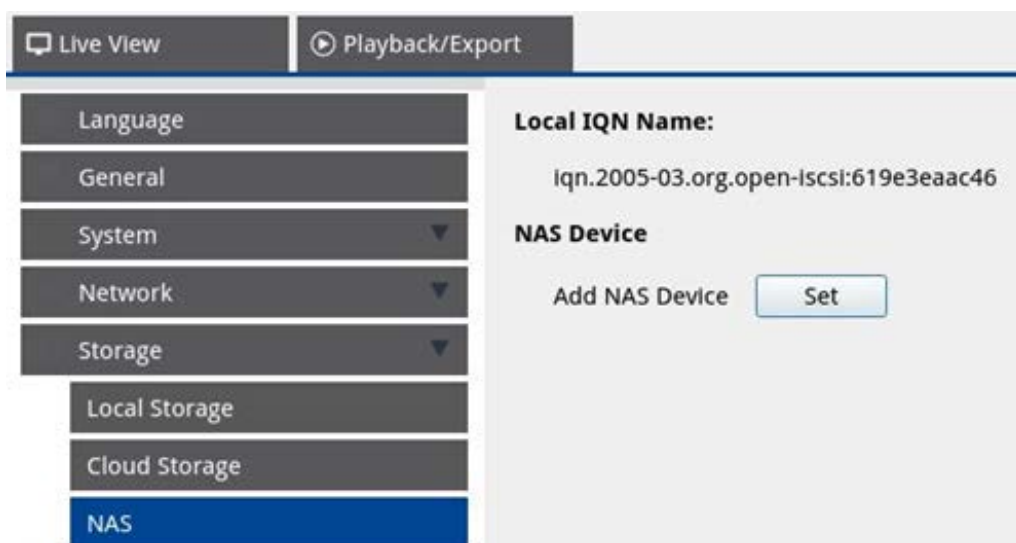 Live View
Playback/Export
Language
General
System
Network
Storage
Local Storage
Cloud Storage
NAS
Local IQN Name:
iqn.2005-03.org.open-iscsi:619e3eaac46
NAS Device
Add NAS Device
Set